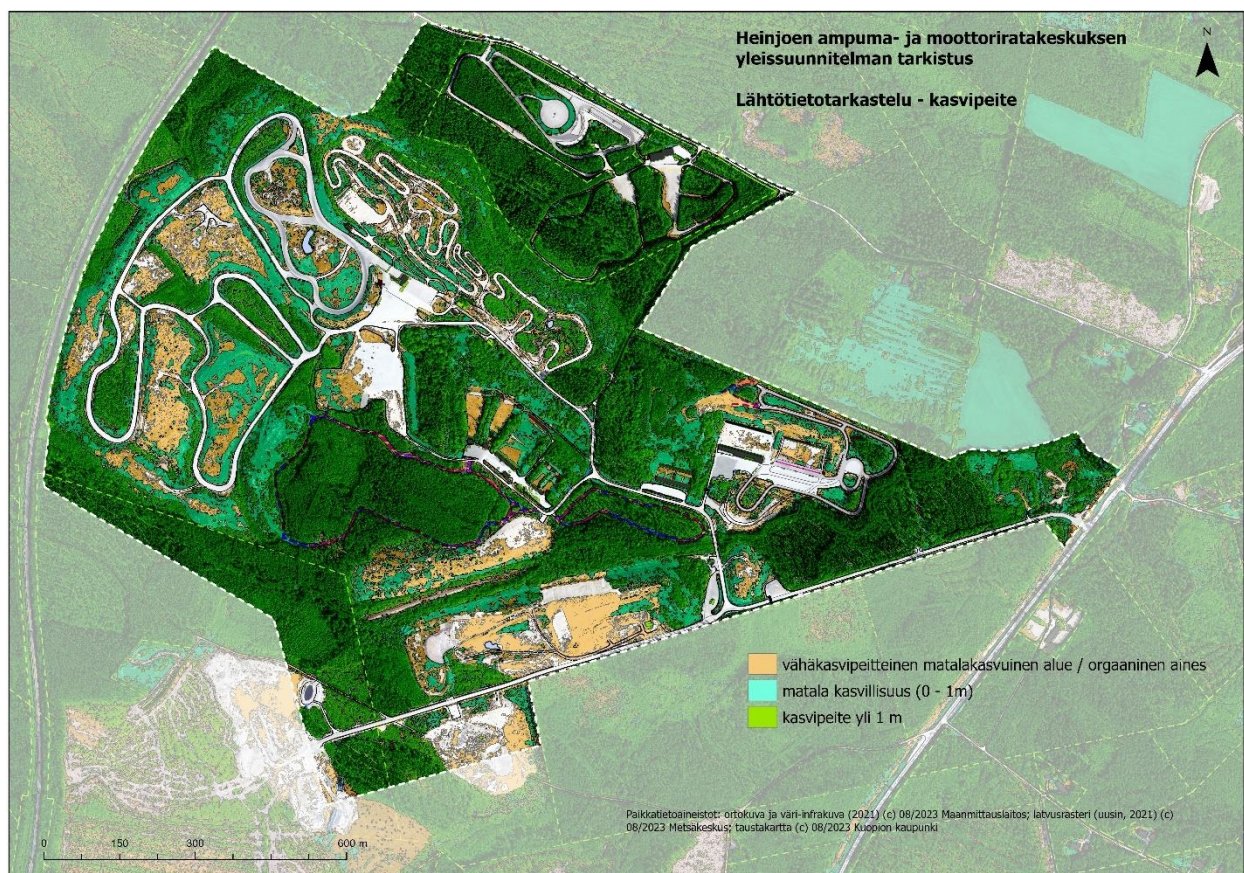 Heinjoen ampuma- ja moottoriratakeskuksen
yleissuunnitelman tarkistus
Lähtötietotarkastelu - kasvipeite
N
vähäkasvipeitteinen matalakasvuinen alue / orgaaninen aines
matala kasvillisuus (0 - 1m)
kasvipeite yli 1 m
Paikkatietoaineistot: ortokuva ja väri-infrakuva (2021) (c) 08/2023 Maanmittauslaitos; latvusrasteri (uusin, 2021) (c)
08/2023 Metsäkeskus; taustakartta (c) 08/2023 Kuopion kaupunki
0 150 300 600 m